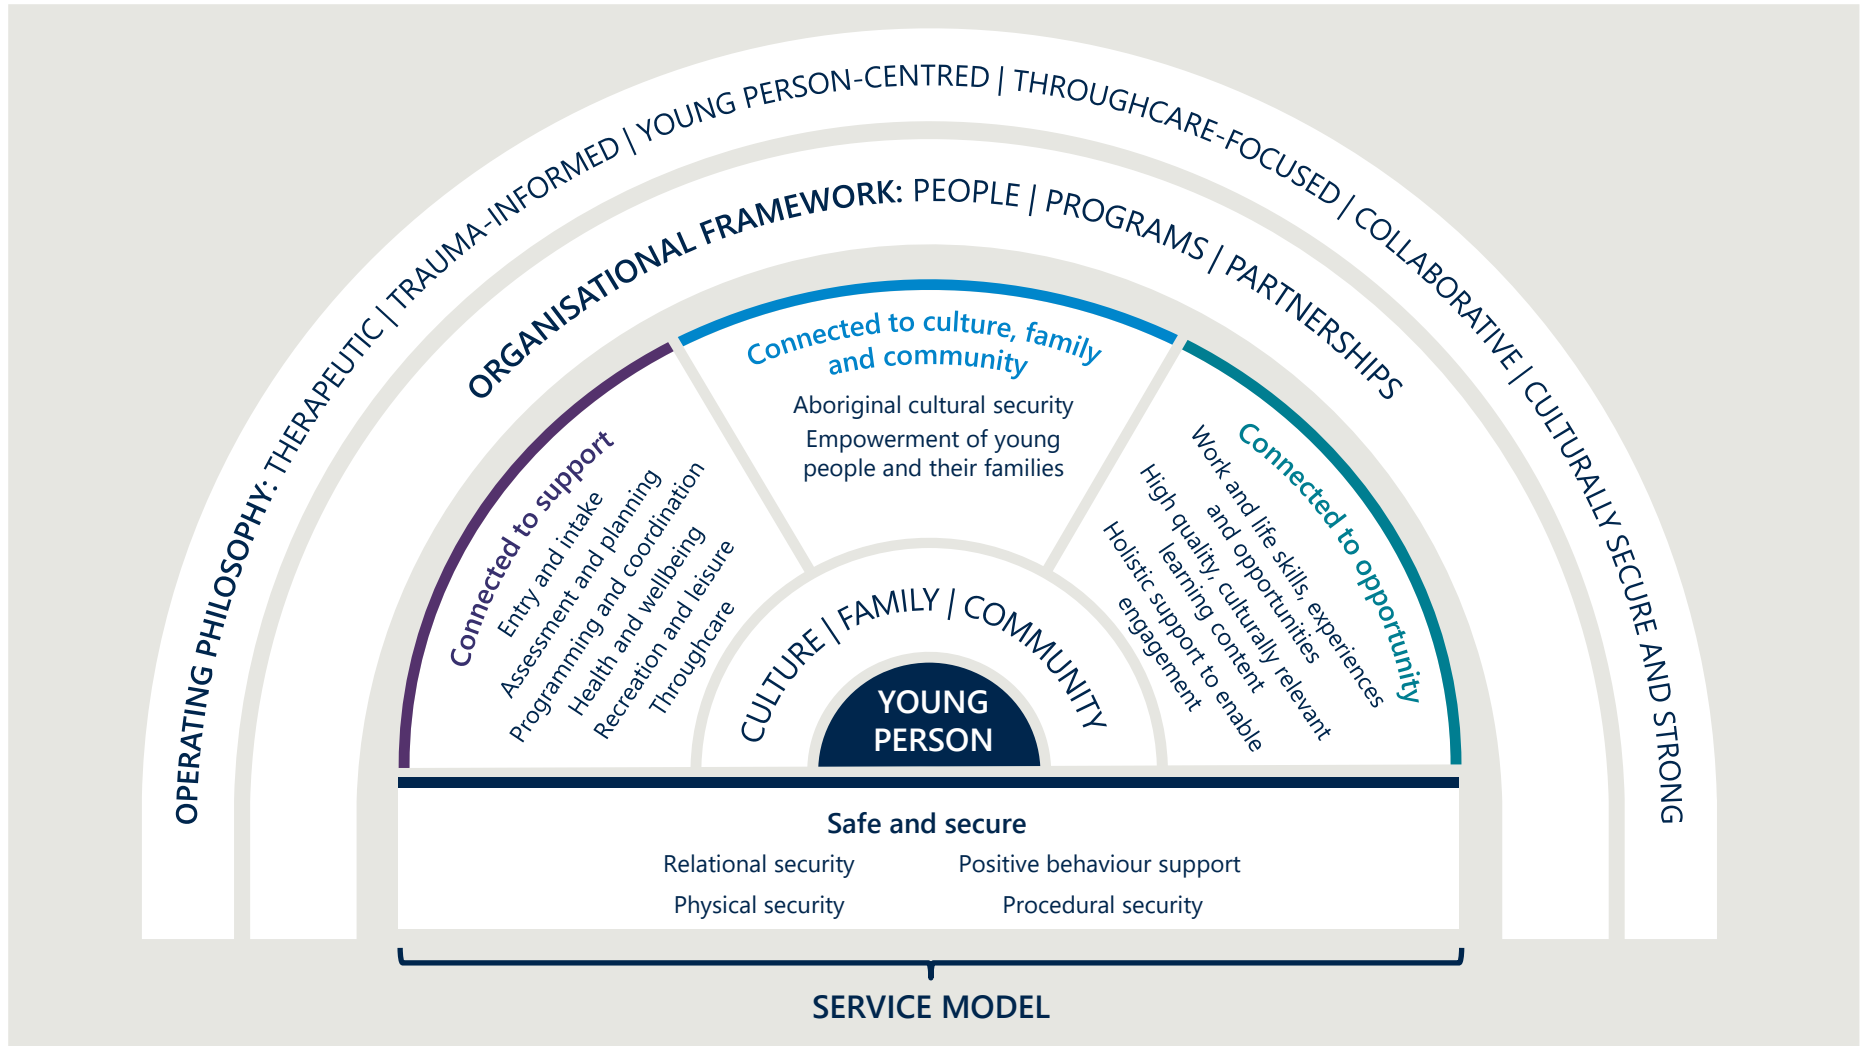 OPERATING PHILOSOPHY: THERAPEUTIC | TRAUMA-INFORMED | YOUNG PERSON-CENTRED | THROUGHCARE-FOCUSED | COLLABORATIVE | CULTURALLY SECURE AND STRONG
ORGANISATIONAL FRAMEWORK: PEOPLE | PROGRAMS | PARTNERSHIPS
Connected to support
Entry and intake
Assessment and planning
Programming and coordination
Health and wellbeing
Recreation and leisure
Throughcare
Connected to culture, family
and community
Aboriginal cultural security
Empowerment of young
people and their families
Connected to opportunity
Work and life skills, experiences
and opportunities
High quality, culturally relevant
learning content
Holistic support to enable
engagement
CULTURE | FAMILY | COMMUNITY
YOUNG
PERSON
Safe and secure
Relational security
Positive behaviour support
Physical security
Procedural security
SERVICE MODEL